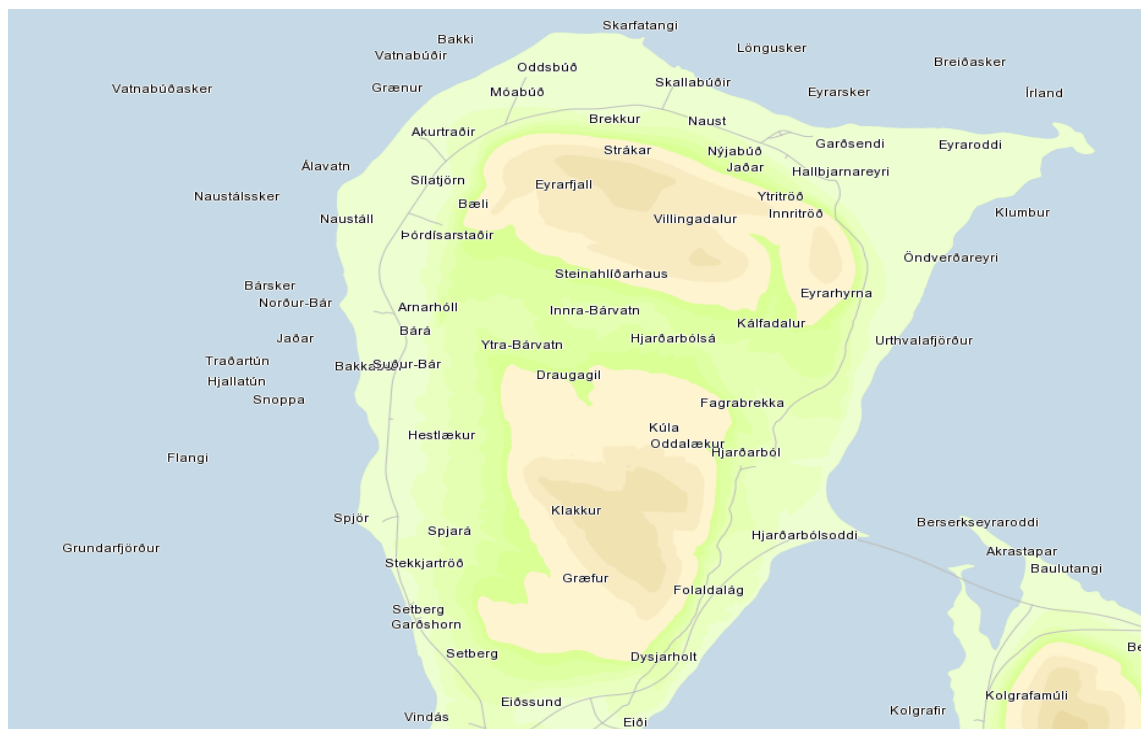 Skarfatangi
Bakki
Löngusker
Vatnabúðir
Breiðasker
Oddsbúð
Skallabúðir
Vatnabúðasker
Grænur
Móabúð
Eyrarsker
Írland
Brekkur
Naust
Akurtraðir
Garðsendi
Eyraroddi
Strákar
Nýjabúð
Álavatn
Jaðar
Hallbjarnareyri
Sílatjörn
Eyrarfjall
Naustálssker
Ytritröð
Bæli
Innritröð
Klumbur
Naustáll
Villingadalur
Þórdísarstaðir
Öndverðareyri
Steinahlíðarhaus
Bársker
Eyrarhyrna
Norður-Bár
Arnarhóll
Innra-Bárvatn
Kálfadalur
Bárá
Jaðar
Hjarðarbólsá
Urthvalafjörður
Ytra-Bárvatn
Traðartún
Suður-Bár
Hjallatún
Draugagil
Snoppa
Fagrabrekka
Kúla
Hestlækur
Oddalækur
Hjarðarból
Flangi
Klakkur
Spjör
Berserkseyraroddi
Spjará
Hjarðarbólsoddi
Grundarfjörður
Akrastapar
Stekkjartröð
Baulutangi
Græfur
Folaldalág
Setberg
Garðshorn
Setberg
Dysjarholt
Be
Eiðssund
Kolgrafamúli
Vindás
Eiði
Kolgrafir